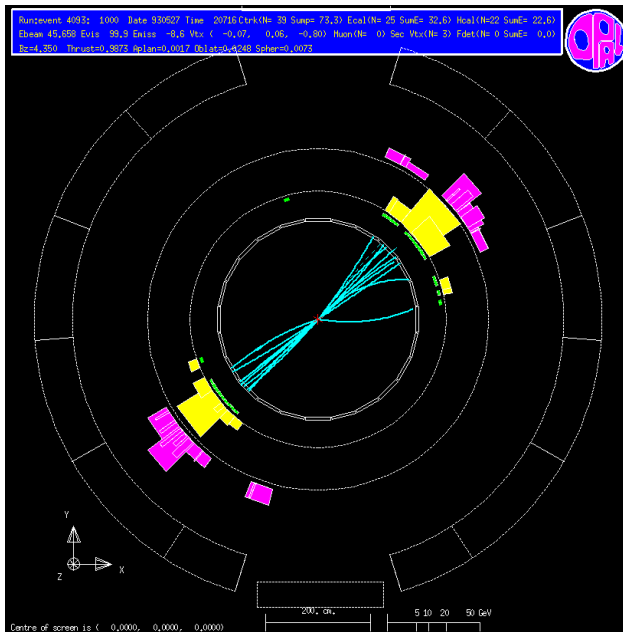 Run:event 4093: 1000 Date 930527 Time 20716 Ctrk(N= 39 Sump= 73.3) Ecal(N= 25 SumE= 32.6) Hcal(N=22 SumE= 22.6)
Ebeam 45.658 Evis 99.9 Emiss -8.6 Vtx ( -0.07, 0.06, -0.80) Muon(N= 0) Sec Vtx(N= 3) Fdet(N= 0 SumE= 0.0)
Bz=4.350 Thrust=0.9873 Aplan=0.0017 Oblat=0.0248 Spher=0.0073
OPAL
Y
X
Z
200. cm.
5 10 20 50 GeV
Centre of screen is ( 0.0000, 0.0000, 0.0000)